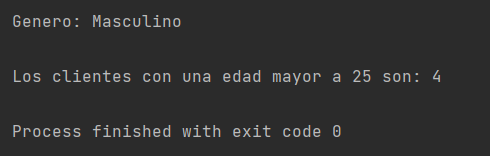 Genero: Masculino
Los clientes con una edad mayor a 25 son: 4
Process finished with exit code 0